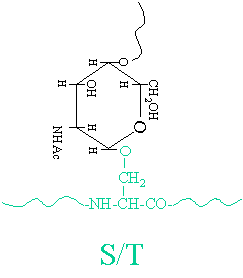 H O
H OH CH2OH
H
NHAc H H O
O
CH2
NH-CH-CO
S/T